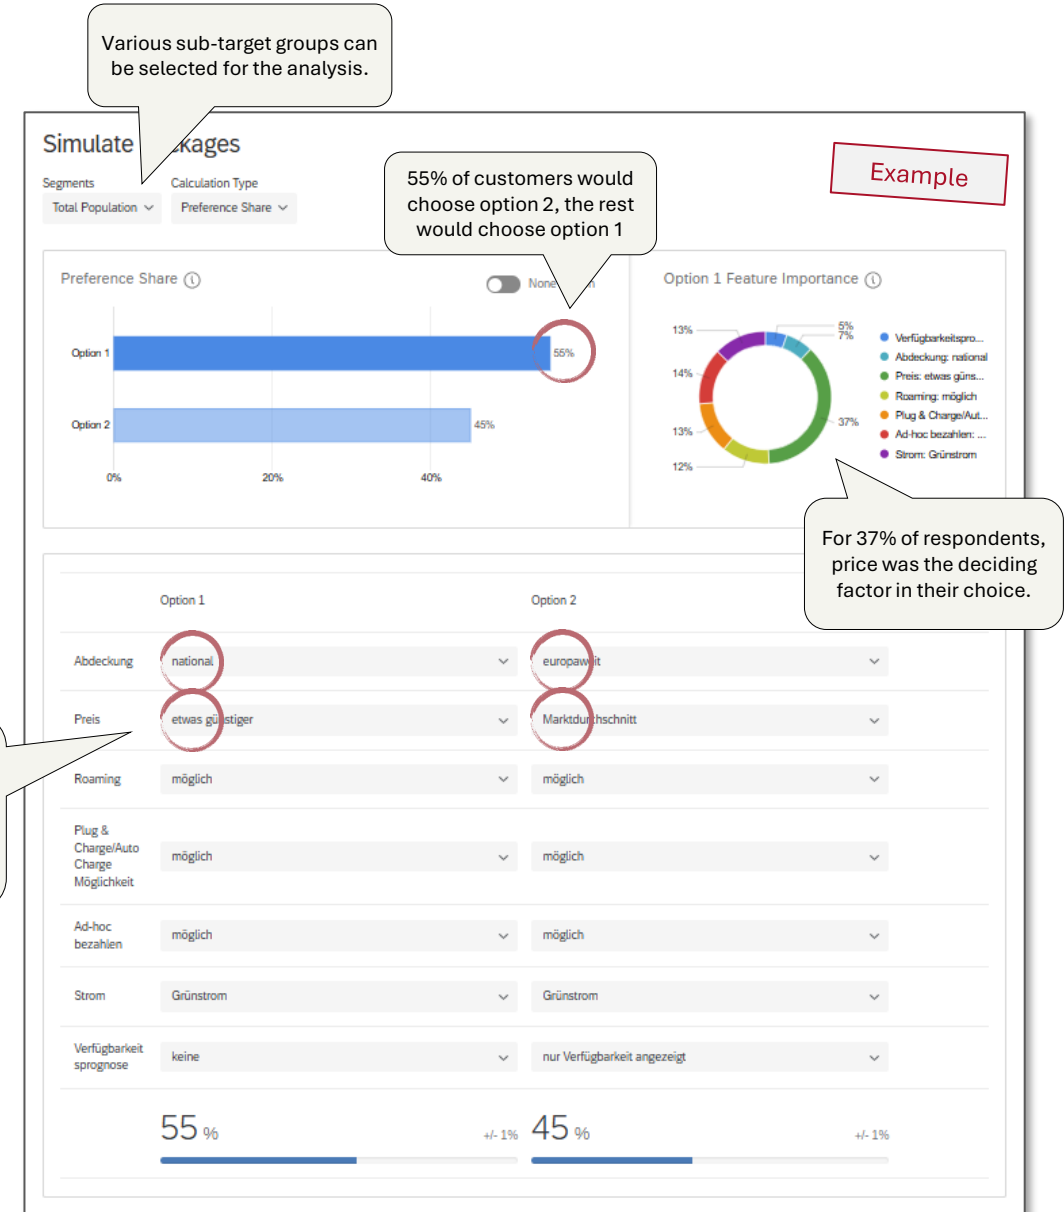 Various sub-target groups can
be selected for the analysis.
Simulate
kages
Example
Segments
Calculation Type
Total Population
Preference Share
55% of customers would
choose option 2, the rest
would choose option 1
Preference Share
None
Option 1 Feature Importance
Option 1
55%
Option 2
45%
0%
20%
40%
13%
5%
7%
14%
37%
13%
12%
Verfügbarkeitspro...
Abdeckung: national
Preis: etwas güns...
Roaming: möglich
Plug & Charge/Aut...
Ad-hoc bezahlen: ...
Strom: Grünstrom
For 37% of respondents,
price was the deciding
factor in their choice.
Option 1
Option 2
Abdeckung
national
europaweit
Preis
etwas günstiger
Marktdurchschnitt
Roaming
möglich
möglich
Plug &
Charge/Auto
Charge
Möglichkeit
möglich
möglich
Ad-hoc
bezahlen
möglich
möglich
Strom
Grünstrom
Grünstrom
Verfügbarkeit
sprognose
keine
nur Verfügbarkeit angezeigt
55 %
+/- 1%
45 %
+/- 1%